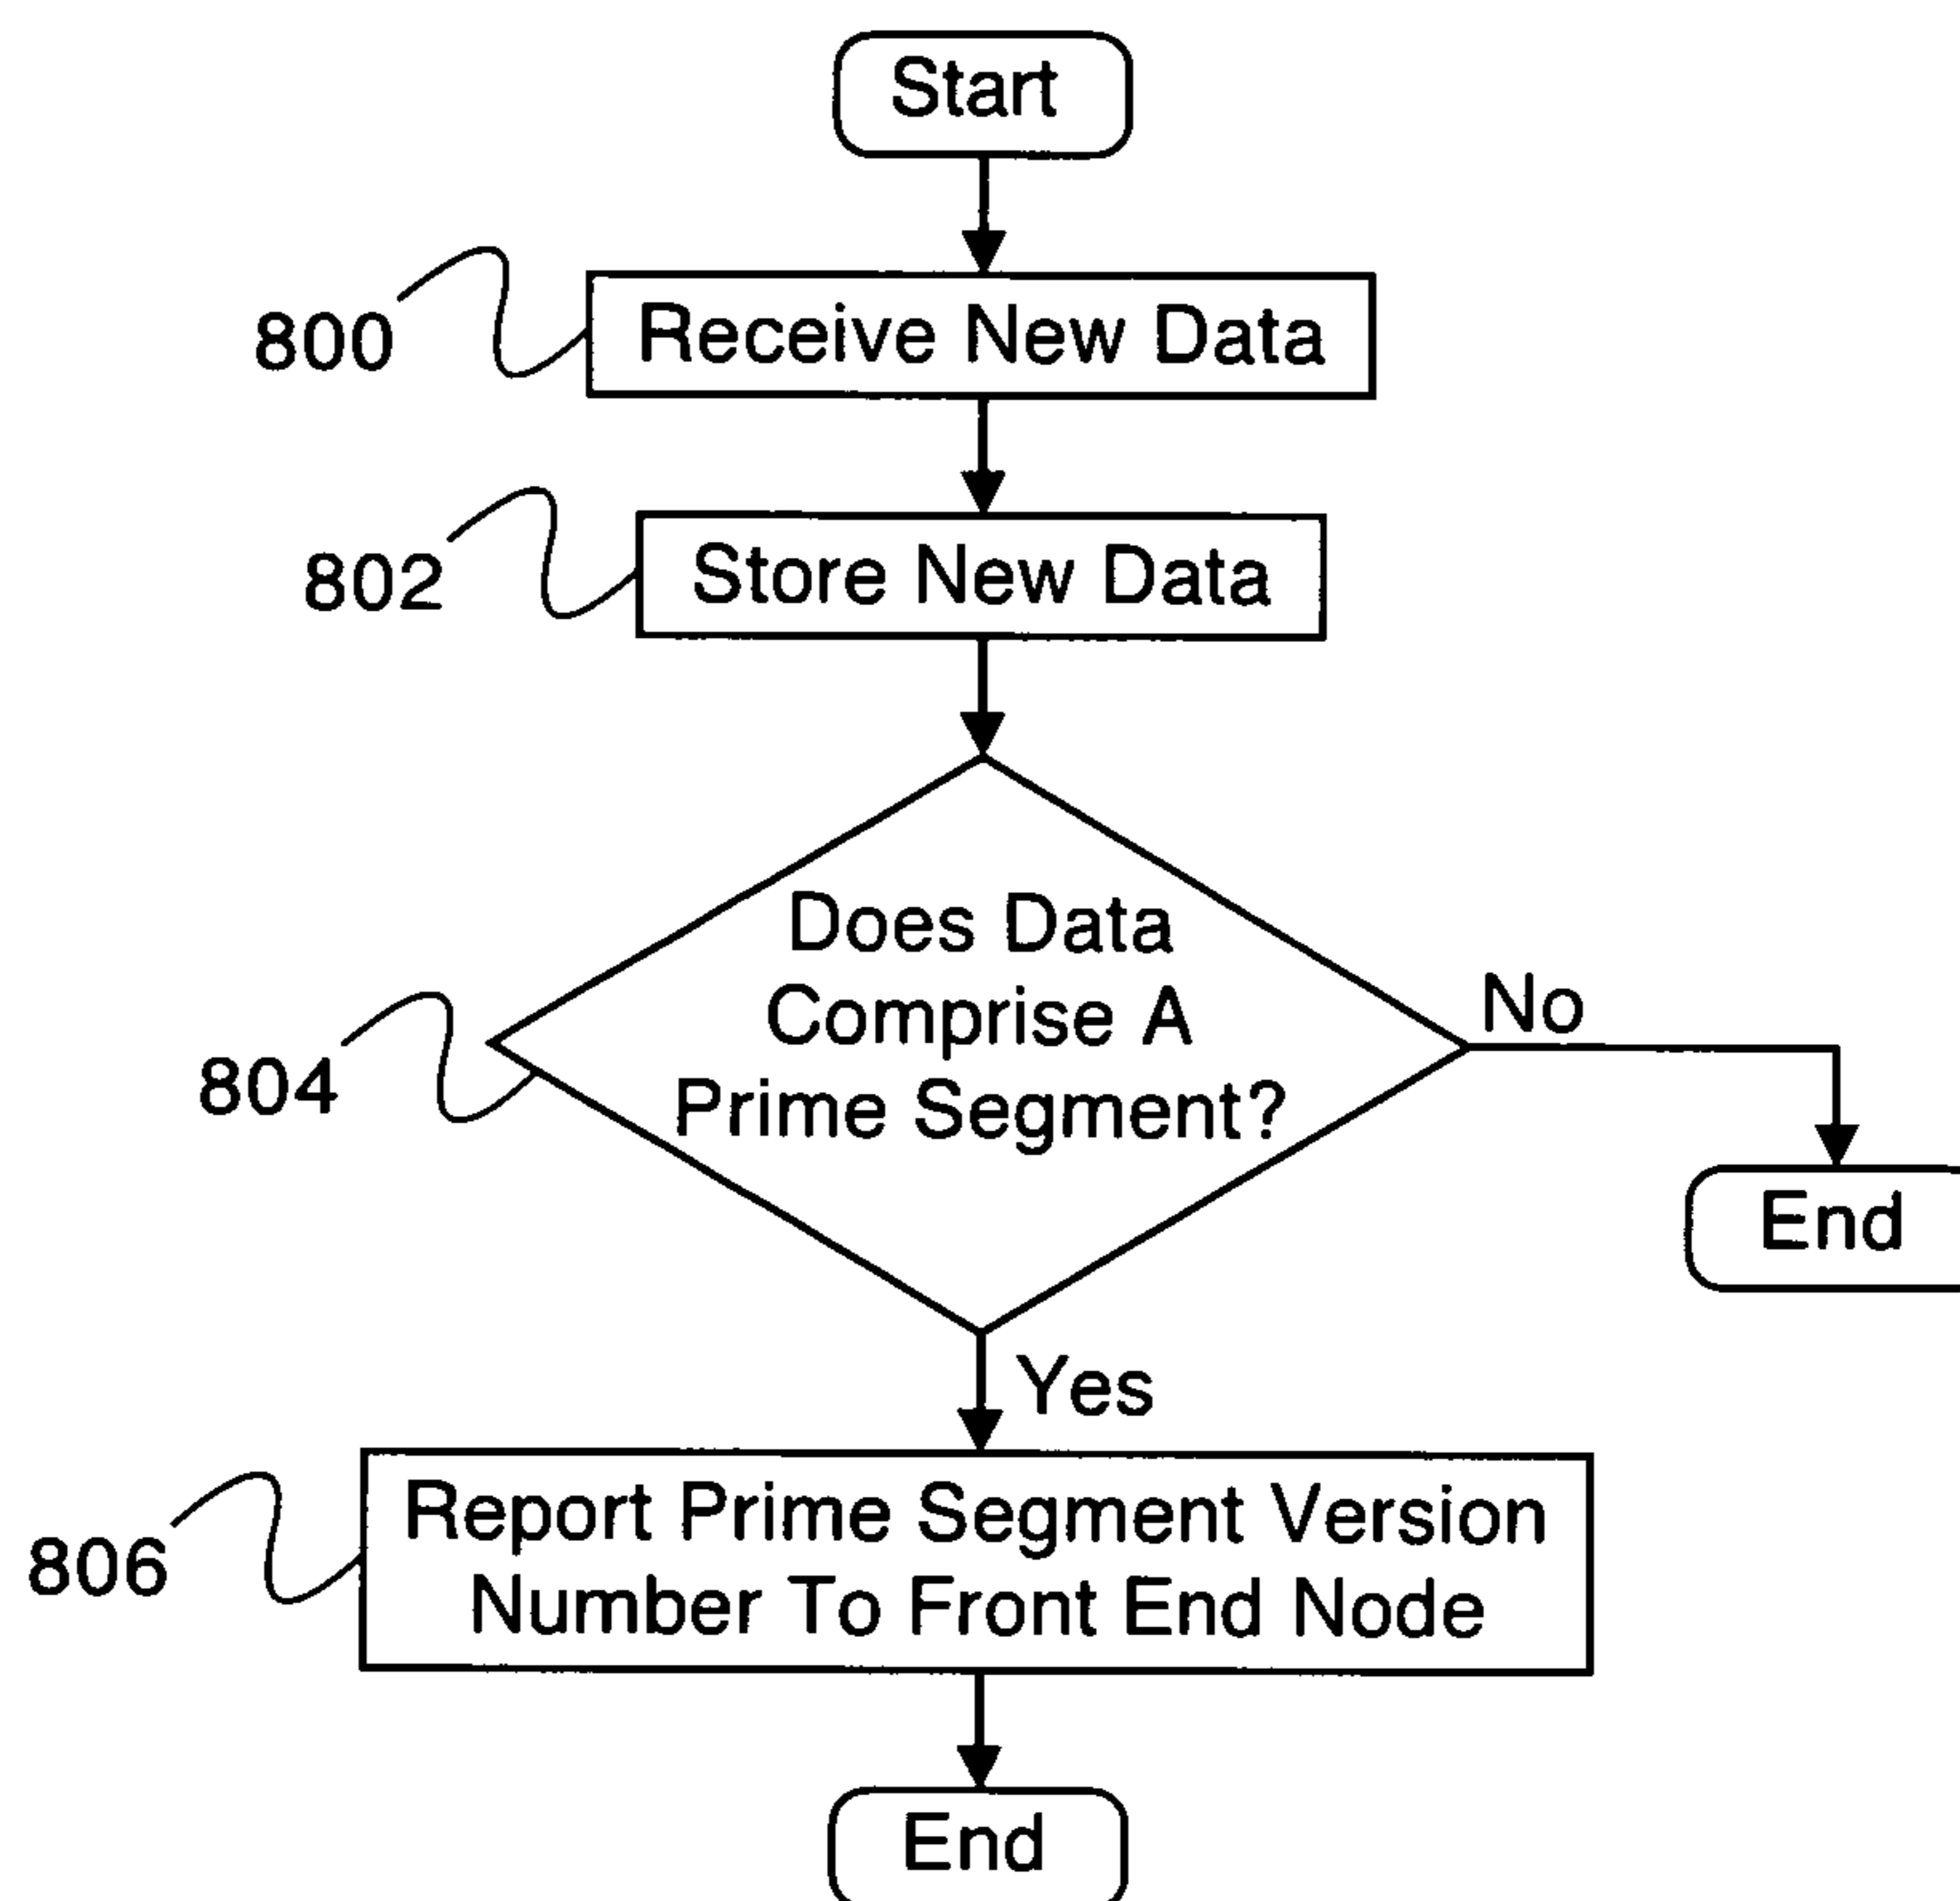 Start
800
Receive New Data
802
Store New Data
Does Data
Comprise A
Prime Segment?
804
No
End
Yes
806
Report Prime Segment Version
Number To Front End Node
End